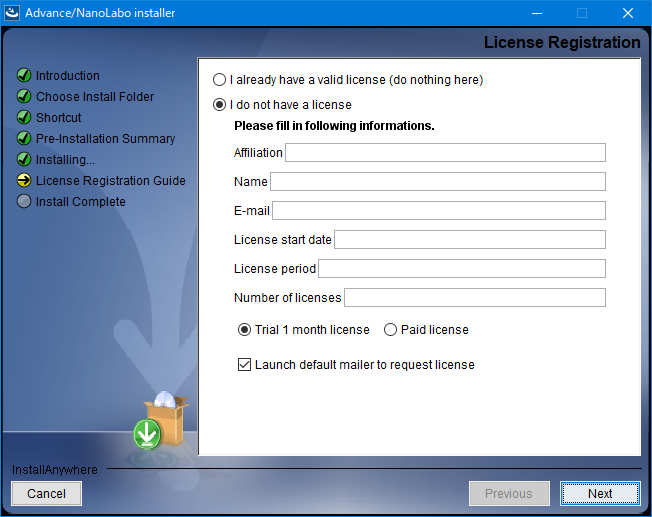 Advance/NanoLabo installer
License Registration
Introduction
Choose Install Folder
Shortcut
Pre-Installation Summary
Installing...
License Registration Guide
Install Complete
I already have a valid license (do nothing here)
I do not have a license
Please fill in following informations.
Affiliation
Name
E-mail
License start date
License period
Number of licenses
Trial 1 month license Paid license
Launch default mailer to request license
InstallAnywhere
Cancel Previous Next